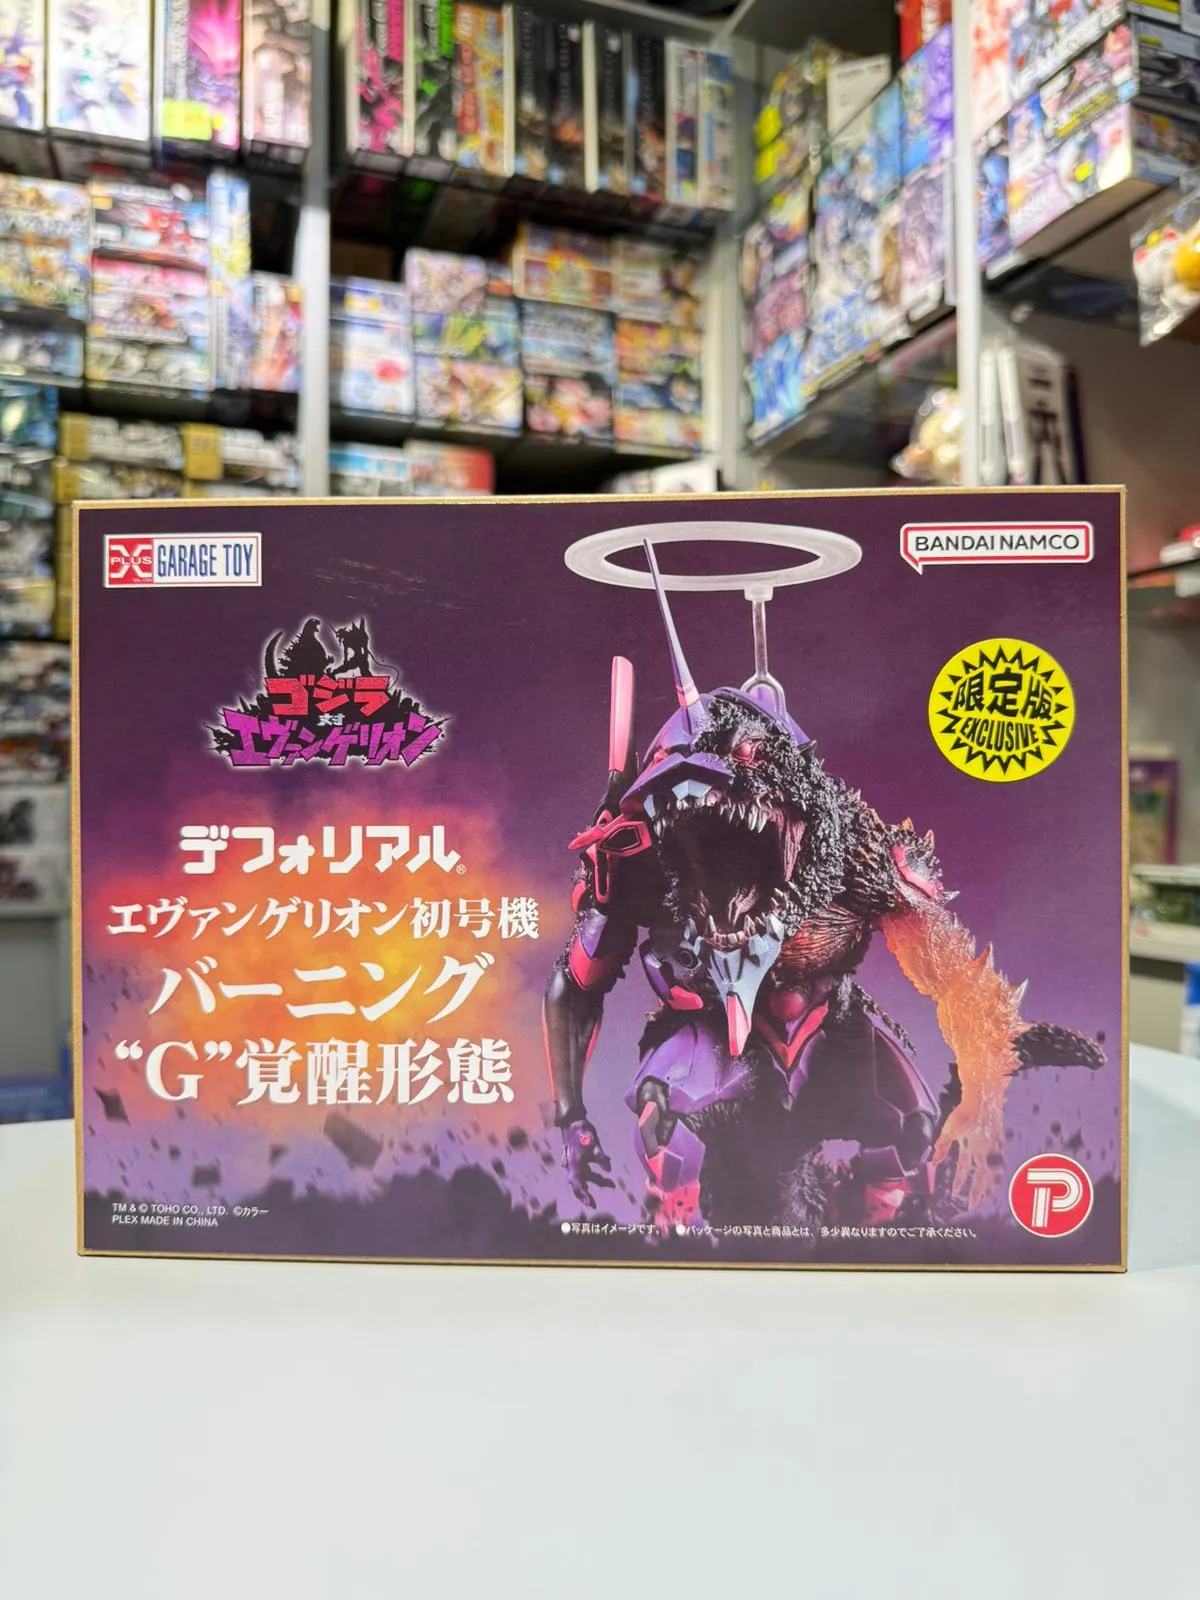 X PLUS CO., LTD. GARAGE TOY
BANDAI NAMCO
ゴジラ
対
エヴァンゲリオン
限定版
EXCLUSIVE
デフォリアル®
エヴァンゲリオン初号機
バーニング
“G”覚醒形態
TM & © TOHO CO., LTD. ©カラー
PLEX MADE IN CHINA
●写真はイメージです。 ●パッケージの写真と商品とは、多少異なりますのでご了承ください。
P